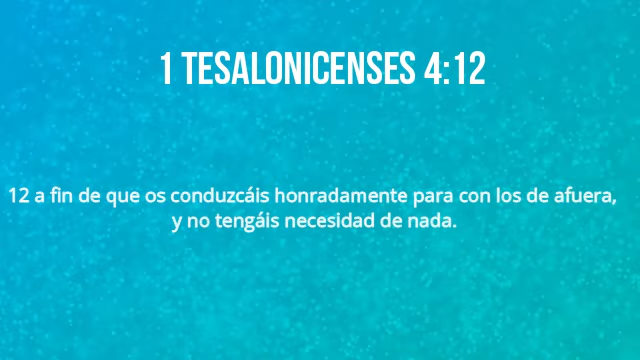 1 TESALONICENSES 4:12
12 a fin de que os conduzcáis honradamente para con los de afuera,
y no tengáis necesidad de nada.